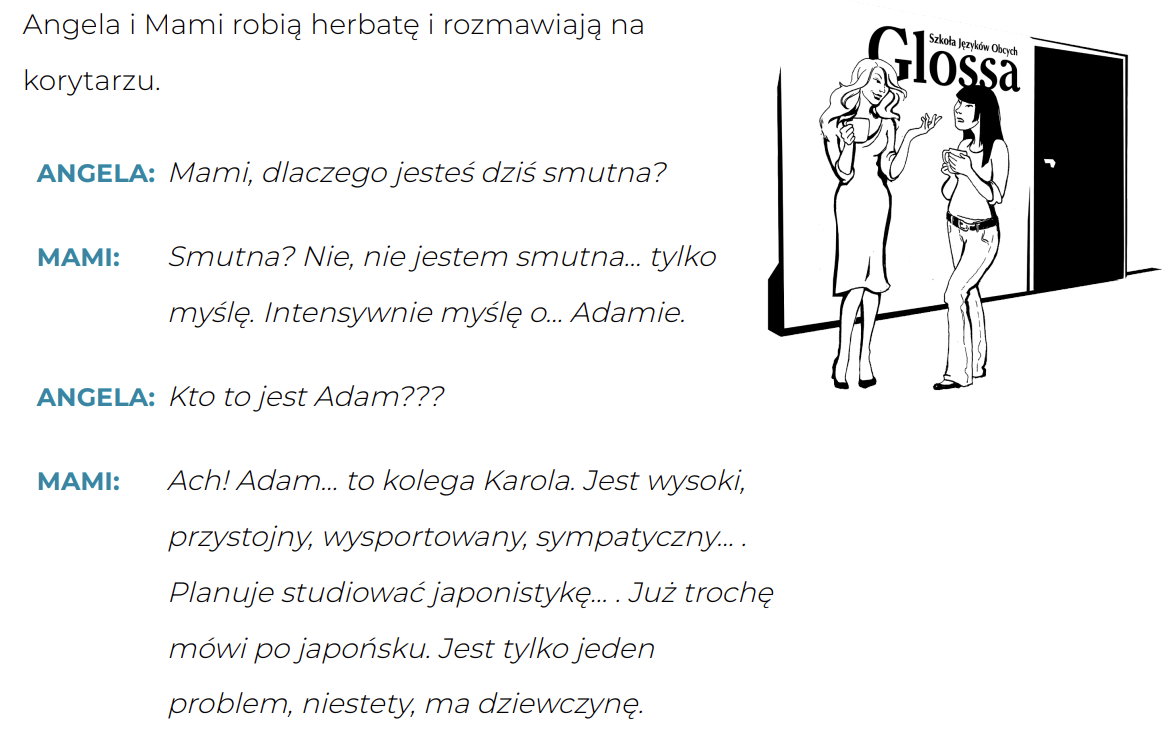 Angela i Mami robią herbatę i rozmawiają na
korytarzu.
Szkoła Języków Obcych
Glossa
ANGELA: Mami, dlaczego jesteś dziś smutna?
MAMI: Smutna? Nie, nie jestem smutna... tylko
myślę. Intensywnie myślę o... Adamie.
ANGELA: Kto to jest Adam???
MAMI: Ach! Adam... to kolega Karola. Jest wysoki,
przystojny, wysportowany, sympatyczny... .
Planuje studiować japonistykę... . Już trochę
mówi po japońsku. Jest tylko jeden
problem, niestety, ma dziewczynę.